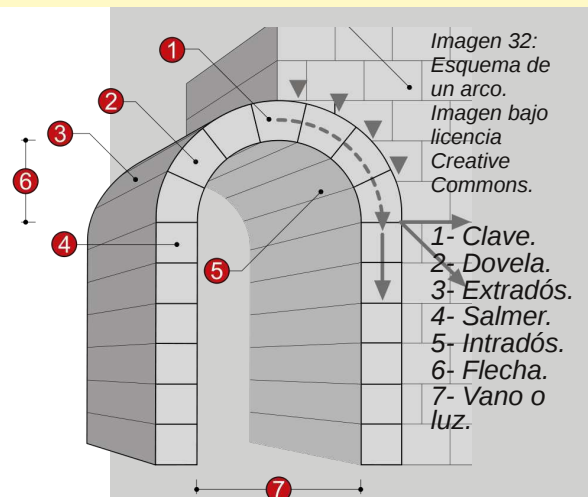 Imagen 32:
Esquema de
un arco.
Imagen bajo
licencia
Creative
Commons.
1
2
3
6
4
5
7
1- Clave.
2- Dovela.
3- Extradós.
4- Salmer.
5- Intradós.
6- Flecha.
7- Vano o
luz.